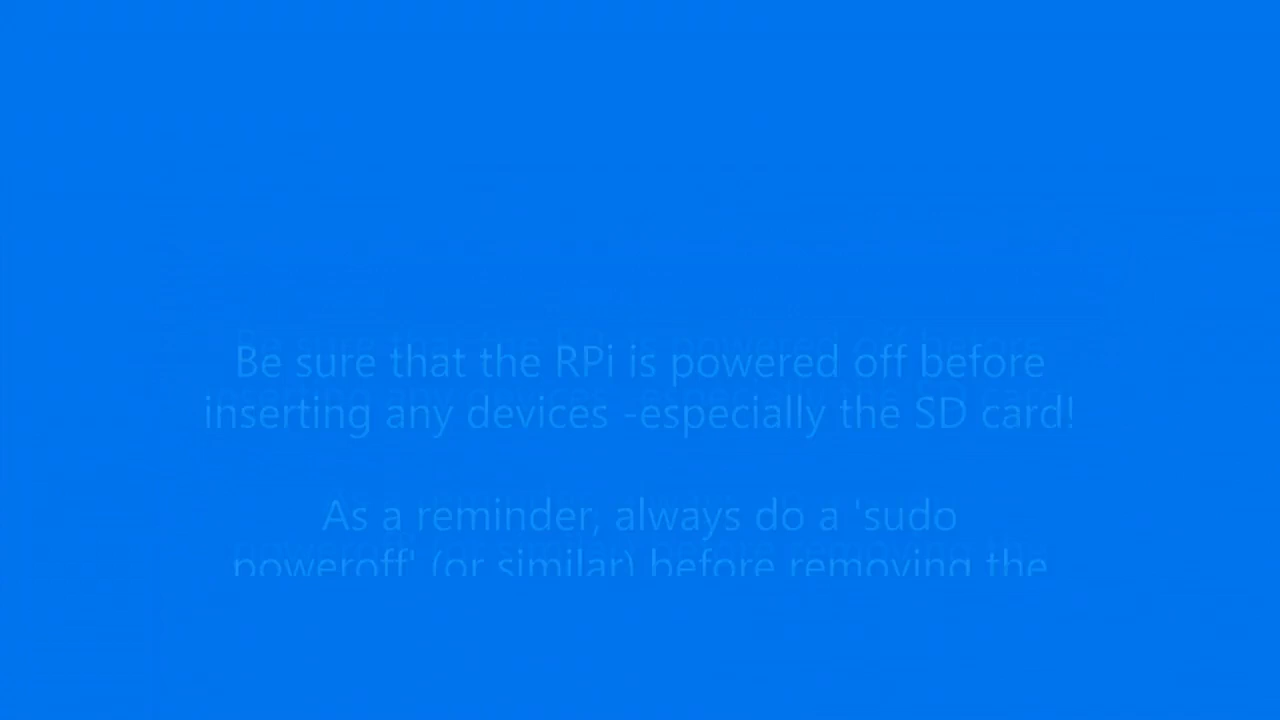 Be sure that the RPi is powered off before
inserting any devices -especially the SD card!
As a reminder, always do a 'sudo
poweroff' (or similar) before removing the